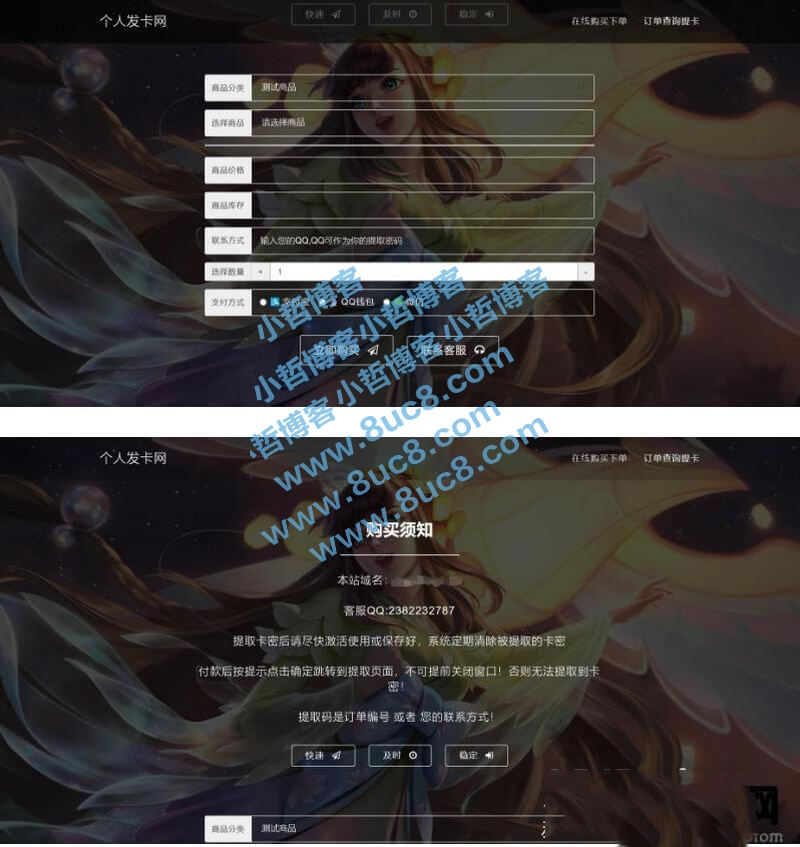 个人发卡网
快速
及时
稳定
在线购买下单
订单查询提卡
商品分类
测试商品
选择商品
请选择商品
商品价格
商品库存
联系方式
输入您的QQ,QQ可作为你的提取密码
选择数量
+
1
-
支付方式
支付宝
QQ钱包
微信
立即购买
联系客服
小哲博客
小哲博客小哲博客
哲博客小哲博客小哲博客
www.8uc8.com
www.8uc8.com
www.8uc8.com
个人发卡网
在线购买下单
订单查询提卡
购买须知
本站域名:
客服QQ:2382232787
提取卡密后请尽快激活使用或保存好，系统定期清除被提取的卡密
付款后按提示点击确定跳转到提取页面，不可提前关闭窗口！否则无法提取到卡
密！
提取码是订单编号 或者 您的联系方式！
快速
及时
稳定
商品分类
测试商品